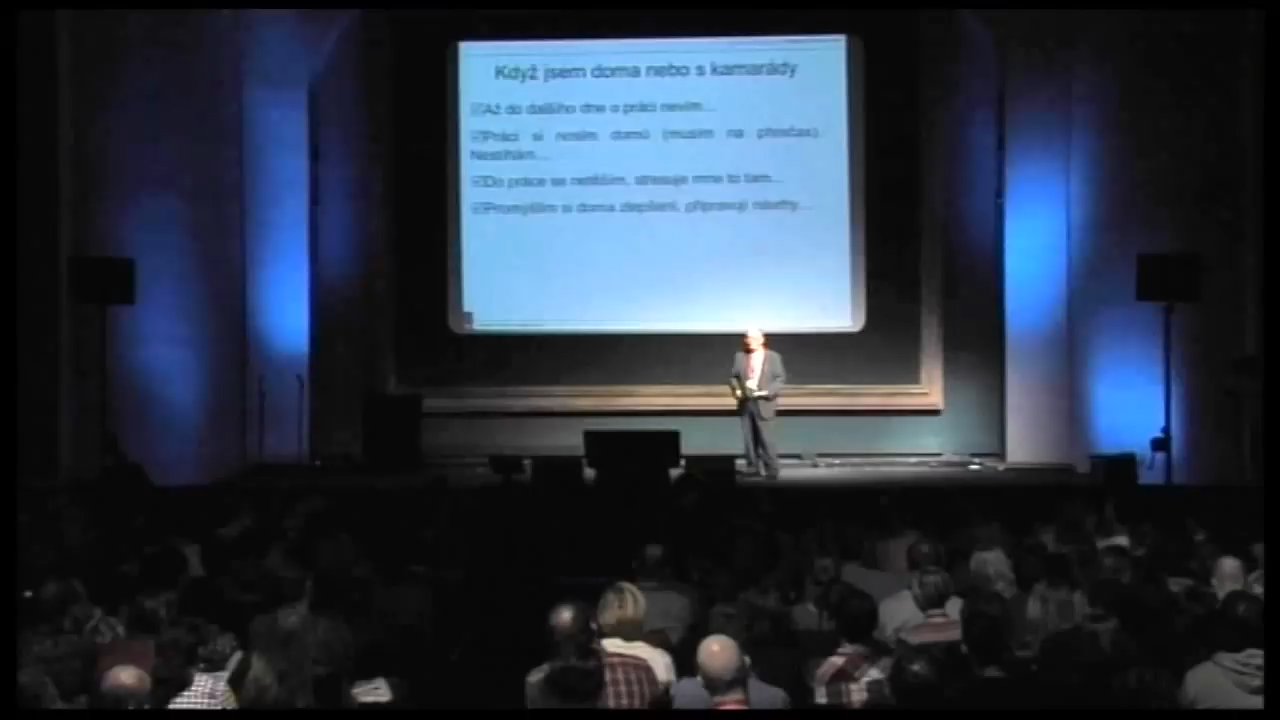 Když jsem doma nebo s kamarády
☑Až do dalšího dne o práci nevím...
☑Práci si nosím domů (musím na přesčas).
Nestíhám...
☑Do práce se netěším, stresuje mne to tam...
☑Promýšlím si doma zlepšení, připravuji návrhy...